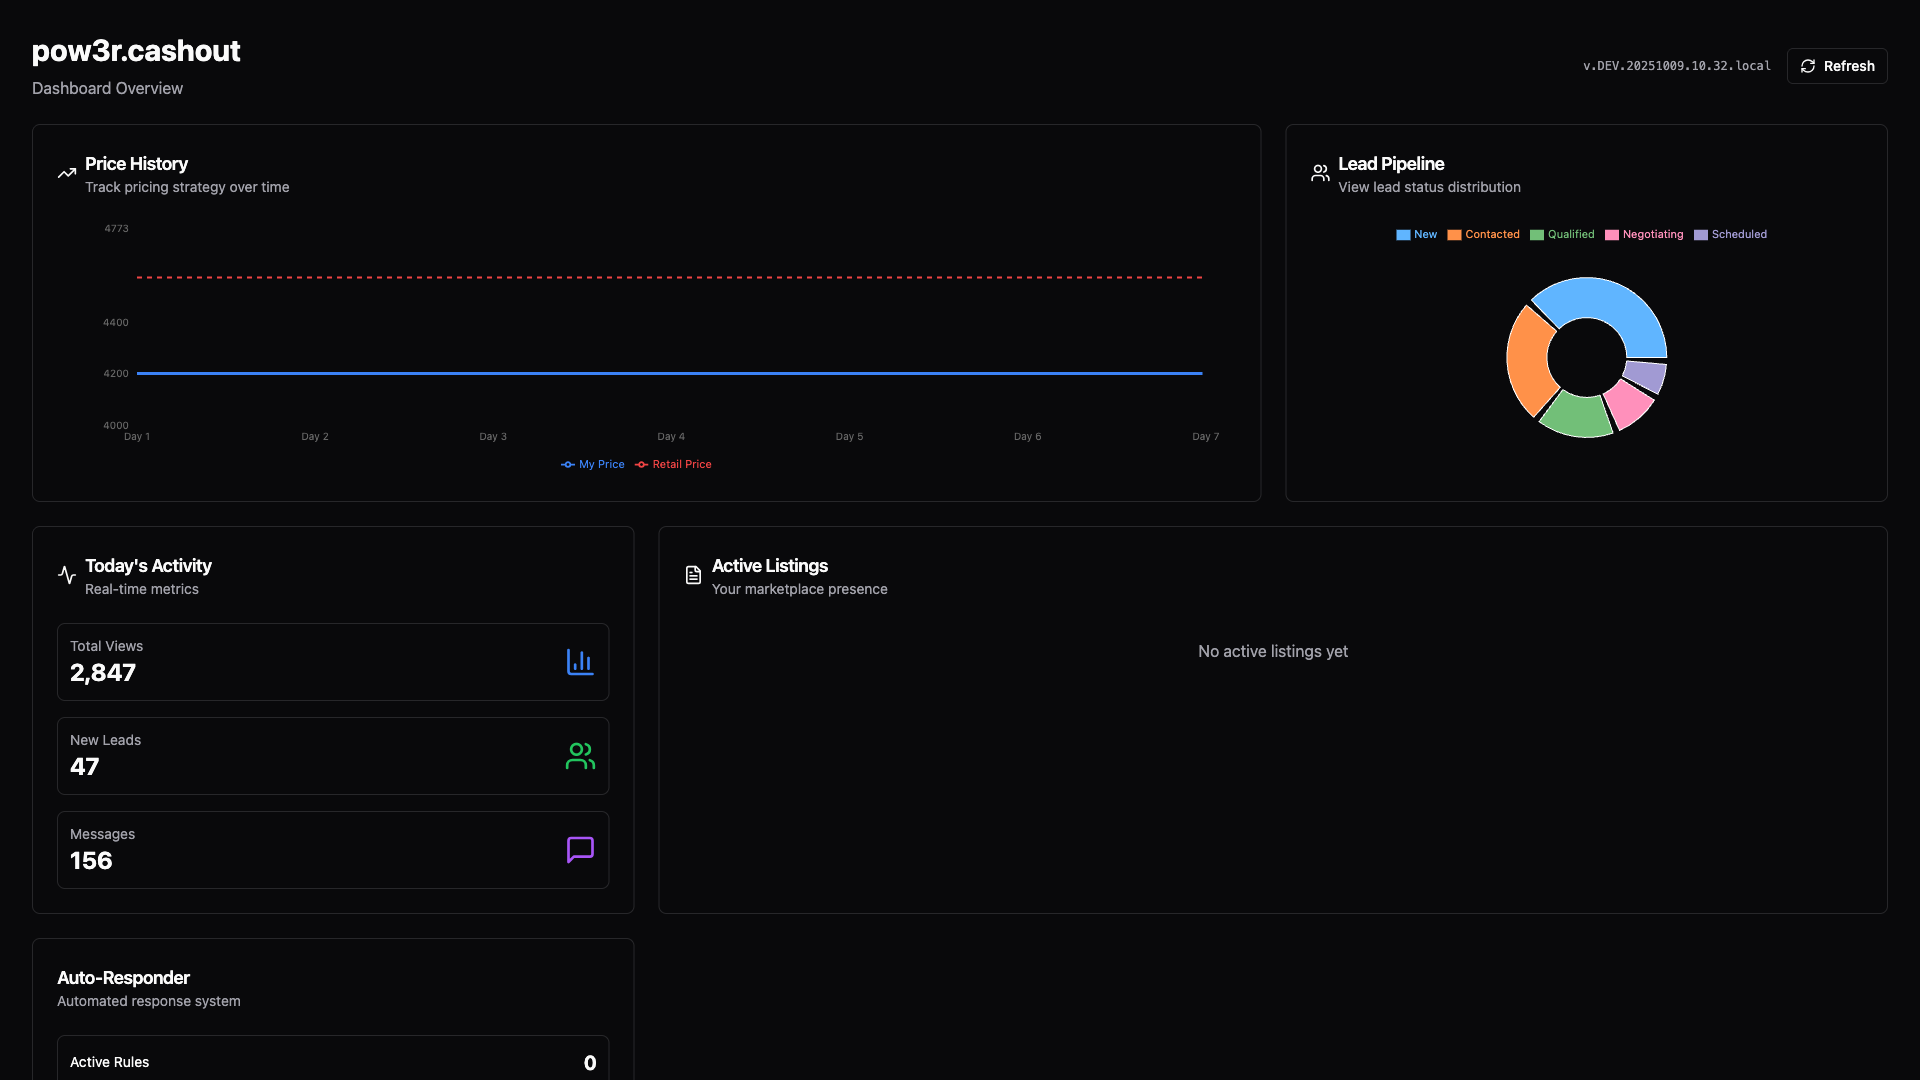 pow3r.cashout
Dashboard Overview
v.DEV.20251009.10.32.local
Refresh
Price History
Track pricing strategy over time
4773
4400
4200
4000
Day 1 Day 2 Day 3 Day 4 Day 5 Day 6 Day 7
My Price Retail Price
Lead Pipeline
View lead status distribution
New Contacted Qualified Negotiating Scheduled
Today's Activity
Real-time metrics
Total Views
2,847
New Leads
47
Messages
156
Active Listings
Your marketplace presence
No active listings yet
Auto-Responder
Automated response system
Active Rules 0